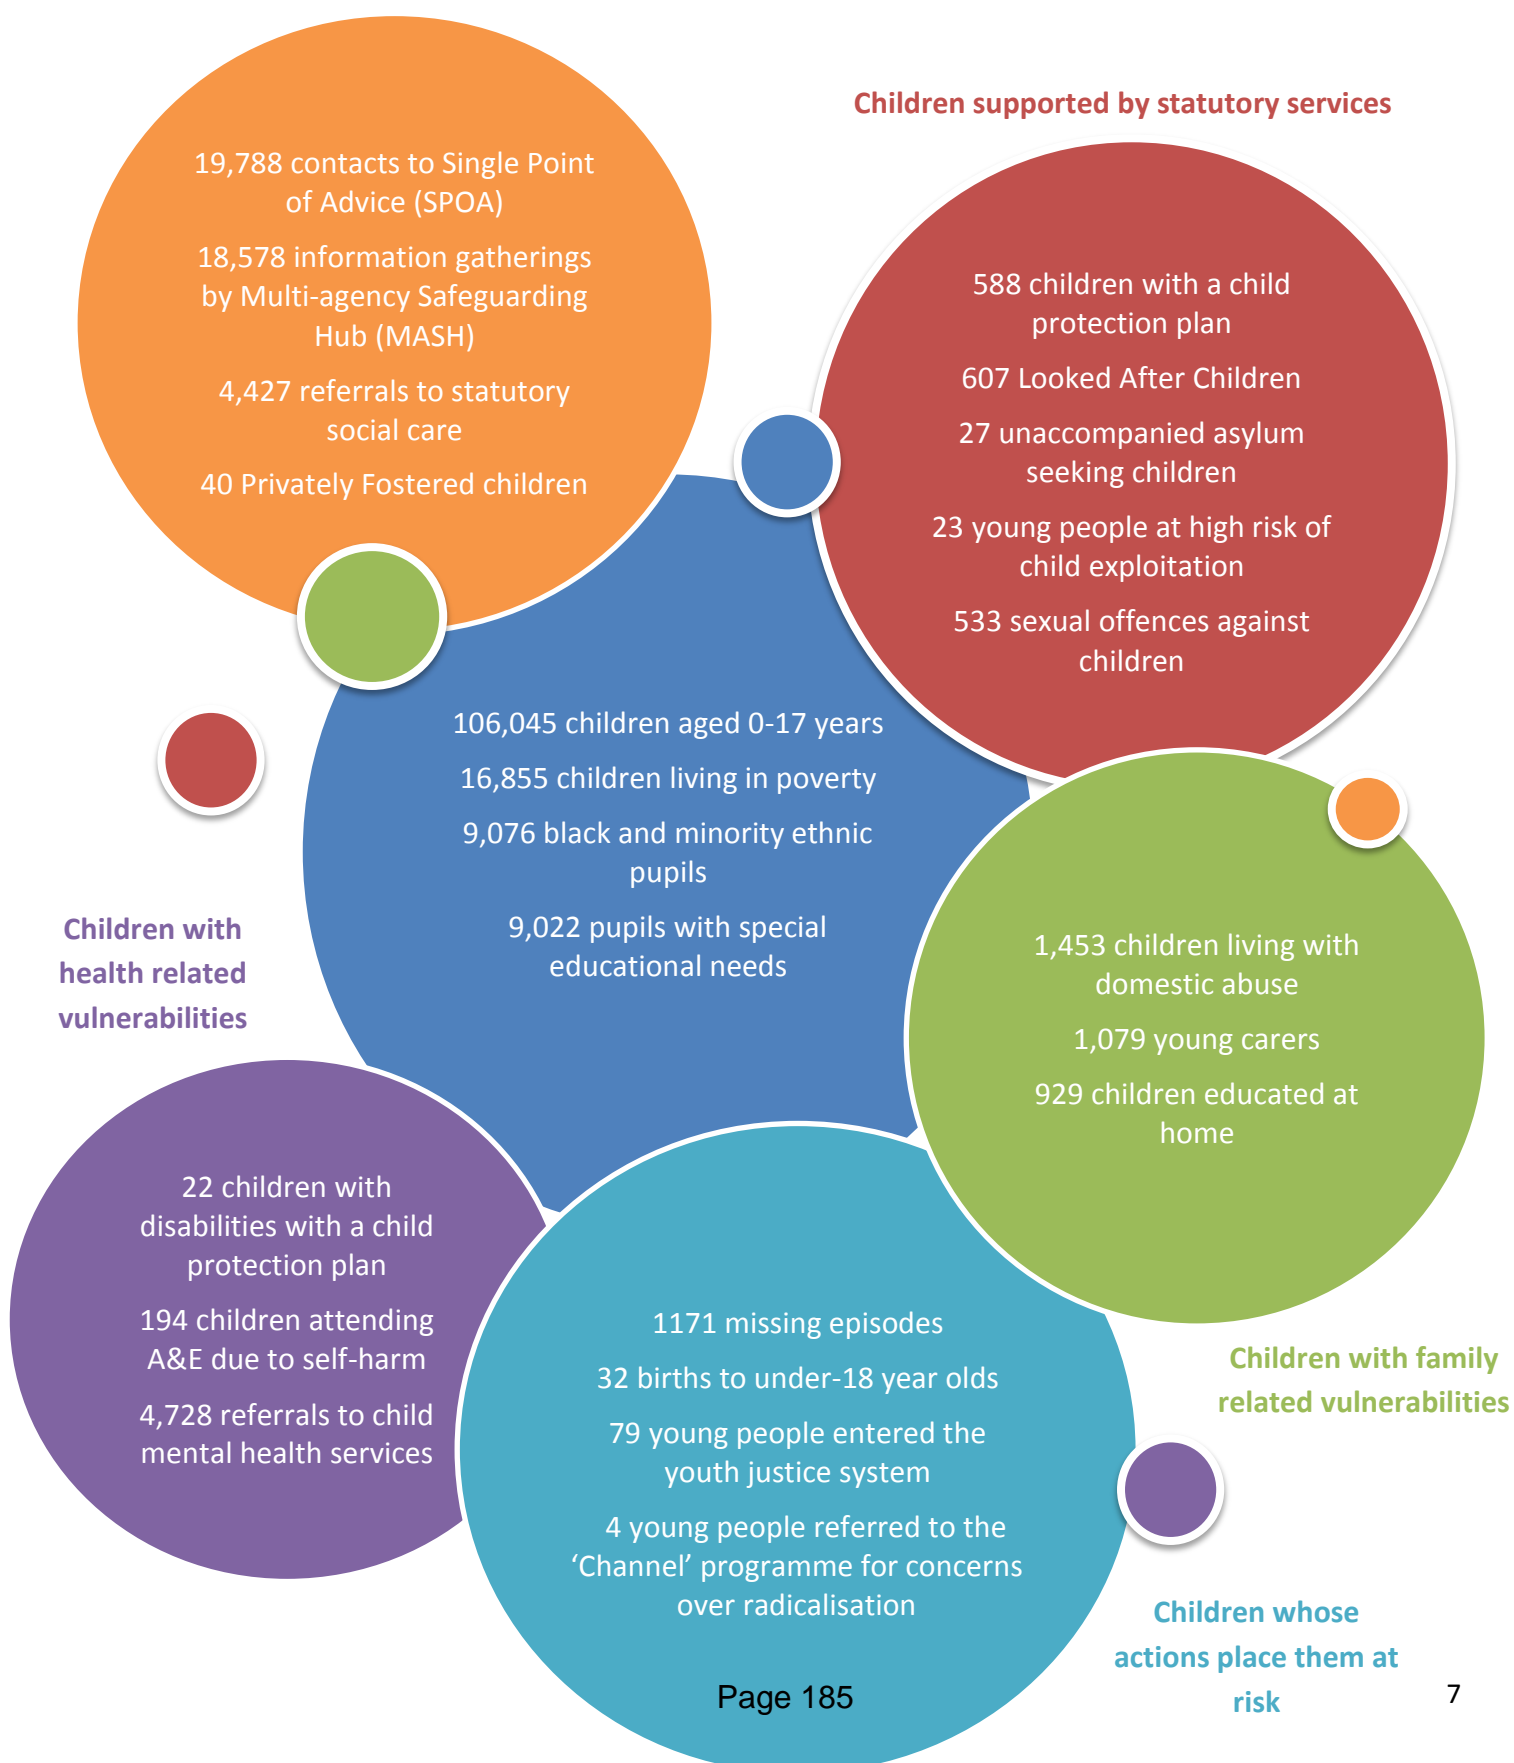 19,788 contacts to Single Point
of Advice (SPOA)
18,578 information gatherings
by Multi-agency Safeguarding
Hub (MASH)
4,427 referrals to statutory
social care
40 Privately Fostered children
Children supported by statutory services
588 children with a child
protection plan
607 Looked After Children
27 unaccompanied asylum
seeking children
23 young people at high risk of
child exploitation
533 sexual offences against
children
106,045 children aged 0-17 years
16,855 children living in poverty
9,076 black and minority ethnic
pupils
9,022 pupils with special
educational needs
1,453 children living with
domestic abuse
1,079 young carers
929 children educated at
home
Children with family
related vulnerabilities
Children with
health related
vulnerabilities
22 children with
disabilities with a child
protection plan
194 children attending
A&E due to self-harm
4,728 referrals to child
mental health services
1171 missing episodes
32 births to under-18 year olds
79 young people entered the
youth justice system
4 young people referred to the
‘Channel’ programme for concerns
over radicalisation
Children whose
actions place them at
risk
Page 185
7